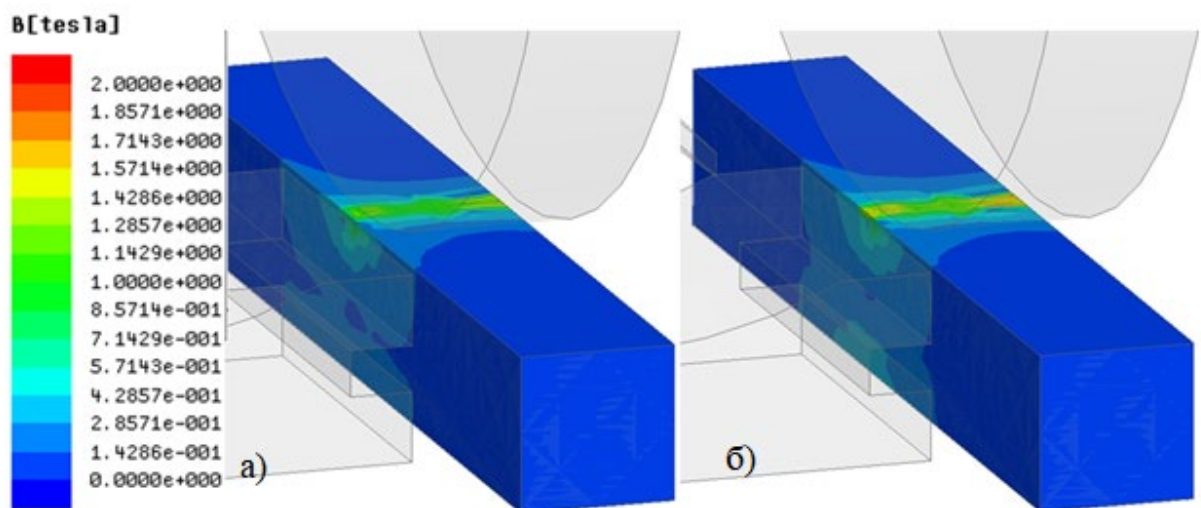 B[tesla]
2.0000e+000
1.8571e+000
1.7143e+000
1.5714e+000
1.4286e+000
1.2857e+000
1.1429e+000
1.0000e+000
8.5714e-001
7.1429e-001
5.7143e-001
4.2857e-001
2.8571e-001
1.4286e-001
0.0000e+000
а)
б)